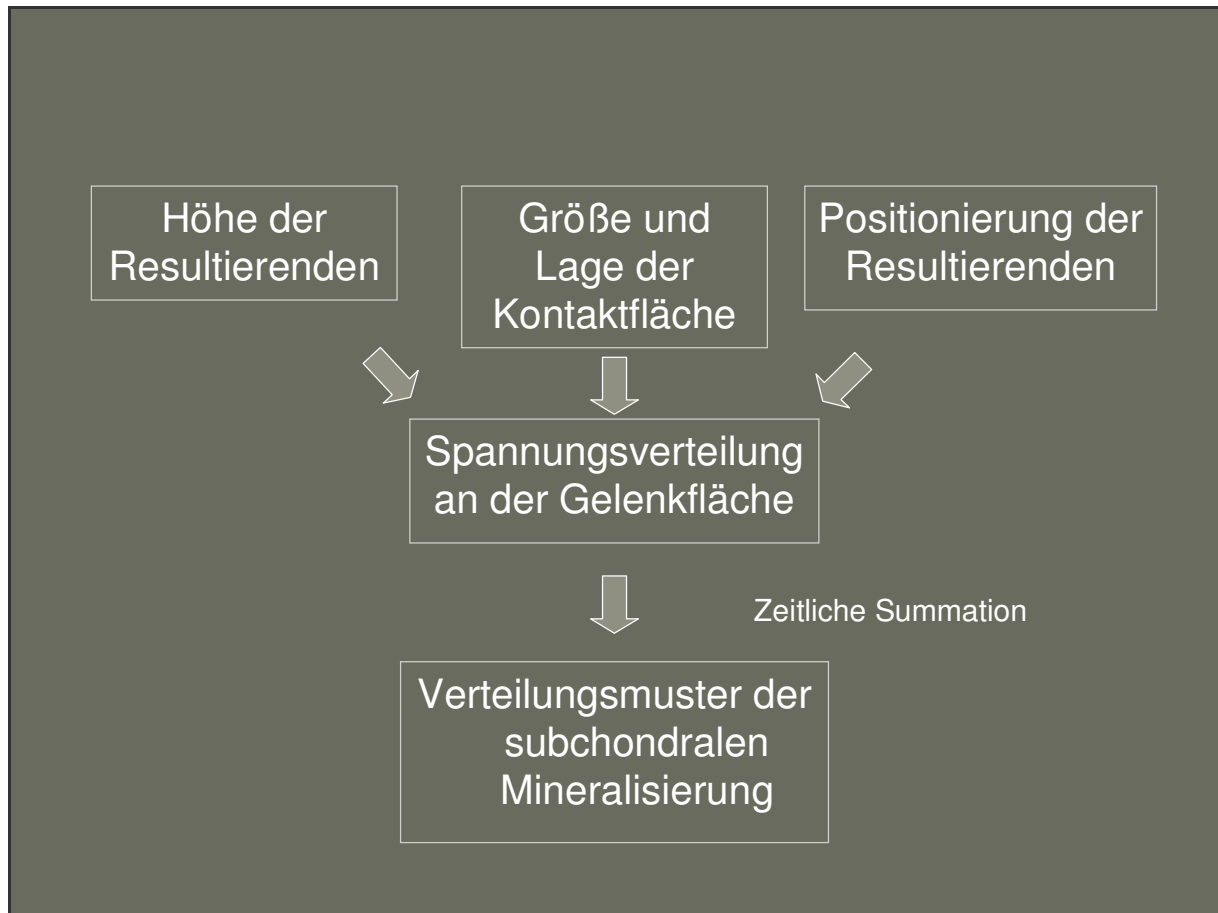 Höhe der
Resultierenden
Größe und
Lage der
Kontaktfläche
Positionierung der
Resultierenden
Spannungsverteilung
an der Gelenkfläche
Zeitliche Summation
Verteilungsmuster der
subchondralen
Mineralisierung